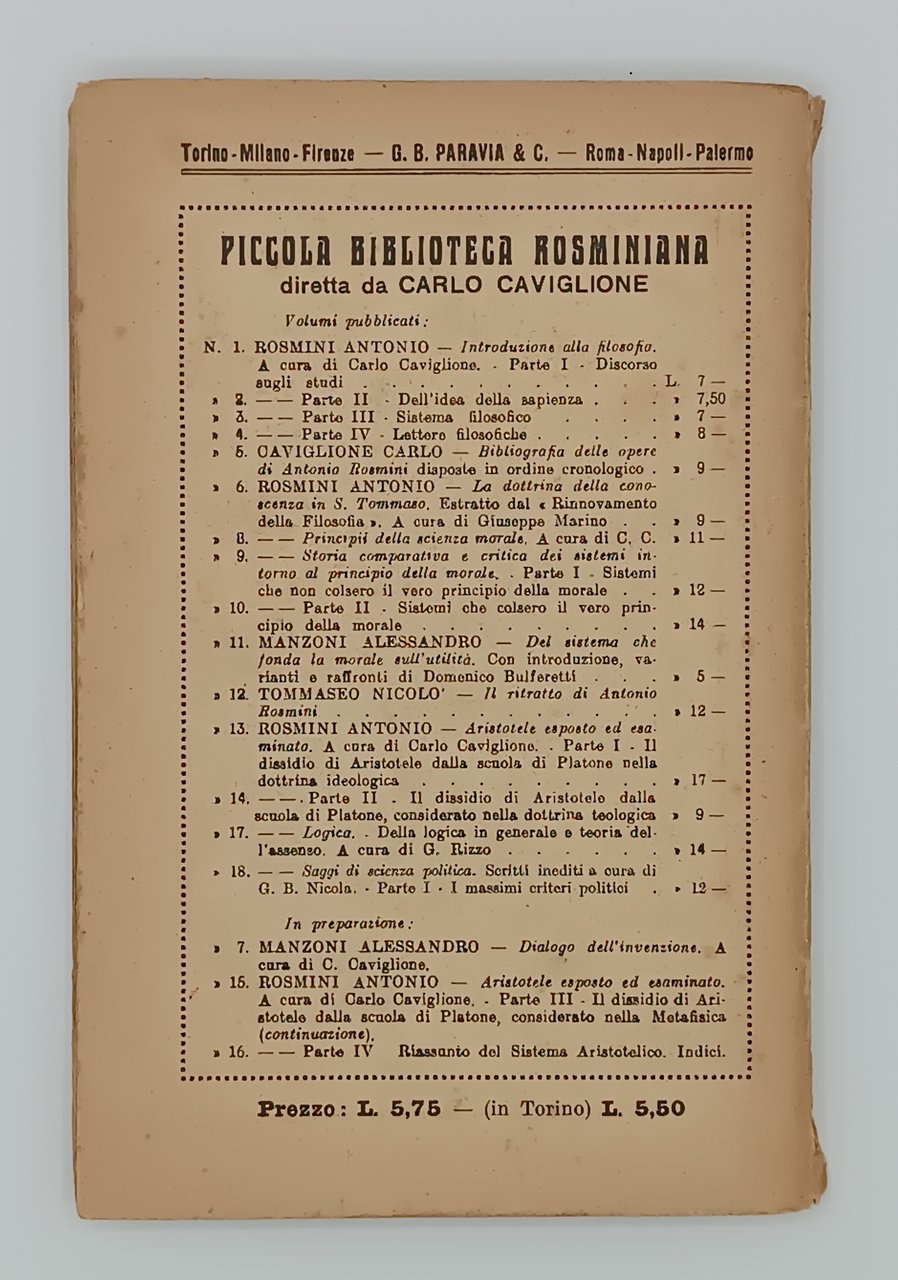 Torino-Milano-Firenze — G. B. PARAVIA & C. — Roma-Napoli-Palermo
PICCOLA BIBLIOTECA ROSMINIANA
diretta da CARLO CAVIGLIONE
Volumi pubblicati:
N. 1. ROSMINI ANTONIO — Introduzione alla filosofia.
A cura di Carlo Caviglione. - Parte I - Discorso
sugli studi . . . . . . . . . . . . . L. 7 —
» 2. — — Parte II - Dell'idea della sapienza . . . » 7,50
» 3. — — Parte III - Sistema filosofico . . . . » 7 —
» 4. — — Parte IV - Lettere filosofiche . . . . . » 8 —
» 5. CAVIGLIONE CARLO — Bibliografia delle opere
di Antonio Rosmini disposte in ordine cronologico . » 9 —
» 6. ROSMINI ANTONIO — La dottrina della cono-
scenza in S. Tommaso. Estratto dal « Rinnovamento
della Filosofia ». A cura di Giuseppe Marino . . » 9 —
» 8. — — Principii della scienza morale. A cura di C. C. » 11 —
» 9. — — Storia comparativa e critica dei sistemi in-
torno al principio della morale. - Parte I - Sistemi
che non colsero il vero principio della morale . . » 12 —
» 10. — — Parte II - Sistemi che colsero il vero prin-
cipio della morale . . . . . . . . . . » 14 —
» 11. MANZONI ALESSANDRO — Del sistema che
fonda la morale sull'utilità. Con introduzione, va-
rianti e raffronti di Domenico Bulferetti . . . » 5 —
» 12. TOMMASEO NICOLO' — Il ritratto di Antonio
Rosmini . . . . . . . . . . . . . » 12 —
» 13. ROSMINI ANTONIO — Aristotele esposto ed esa-
minato. A cura di Carlo Caviglione. - Parte I - Il
dissidio di Aristotele dalla scuola di Platone nella
dottrina ideologica . . . . . . . . . . » 17 —
» 14. — — . Parte II - Il dissidio di Aristotele dalla
scuola di Platone, considerato nella dottrina teologica » 9 —
» 17. — — Logica. - Della logica in generale e teoria del-
l'assenso. A cura di G. Rizzo . . . . . . » 14 —
» 18. — — Saggi di scienza politica. Scritti inediti a cura di
G. B. Nicola. - Parte I - I massimi criteri politici . » 12 —
In preparazione:
» 7. MANZONI ALESSANDRO — Dialogo dell'invenzione. A
cura di C. Caviglione.
» 15. ROSMINI ANTONIO — Aristotele esposto ed esaminato.
A cura di Carlo Caviglione. - Parte III - Il dissidio di Ari-
stotele dalla scuola di Platone, considerato nella Metafisica
(continuazione).
» 16. — — Parte IV Riassunto del Sistema Aristotelico. Indici.
Prezzo: L. 5,75 — (in Torino) L. 5,50